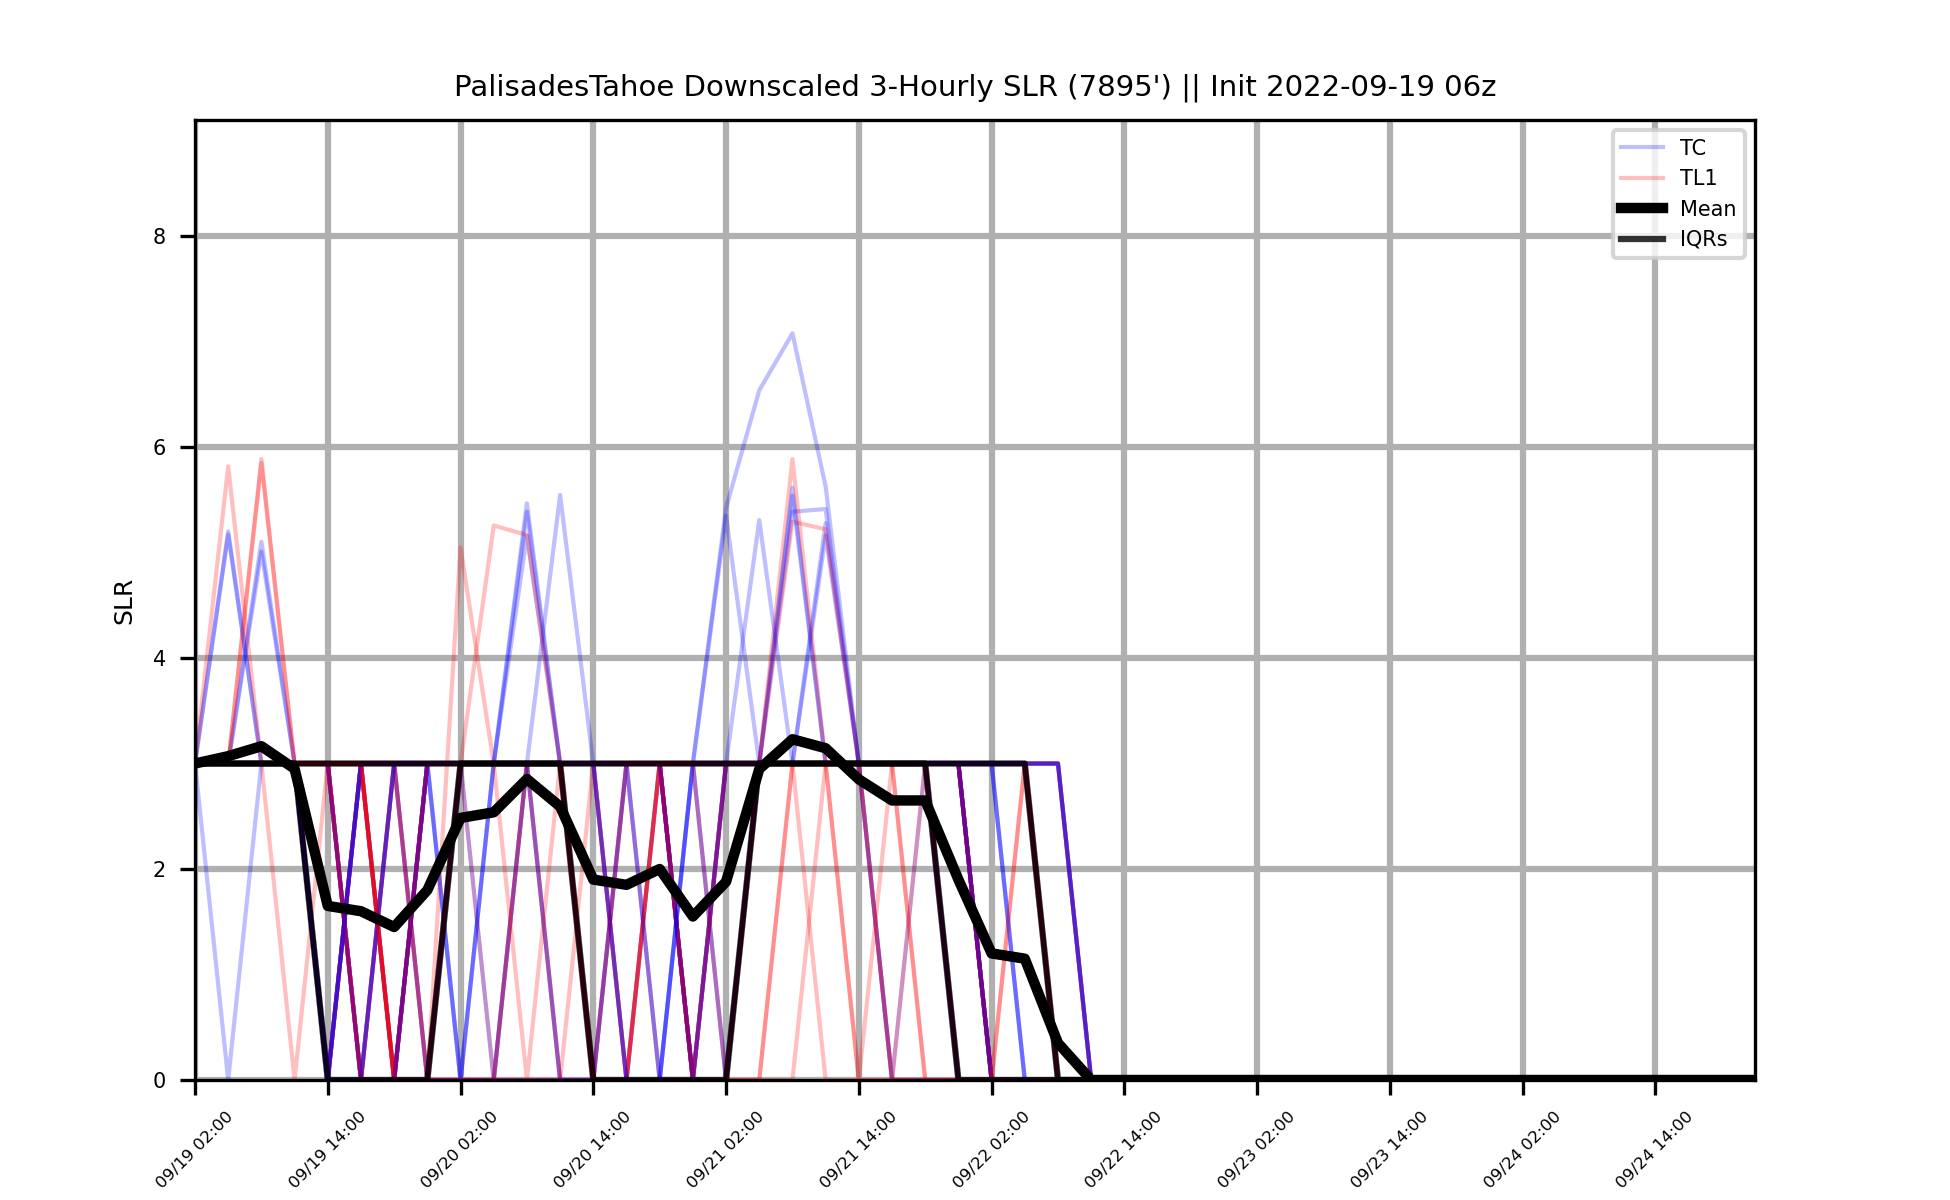 PalisadesTahoe Downscaled 3-Hourly SLR (7895') || Init 2022-09-19 06z
TC
TL1
Mean
IQRs
SLR
8
6
4
2
0
09/19 02:00
09/19 14:00
09/20 02:00
09/20 14:00
09/21 02:00
09/21 14:00
09/22 02:00
09/22 14:00
09/23 02:00
09/23 14:00
09/24 02:00
09/24 14:00